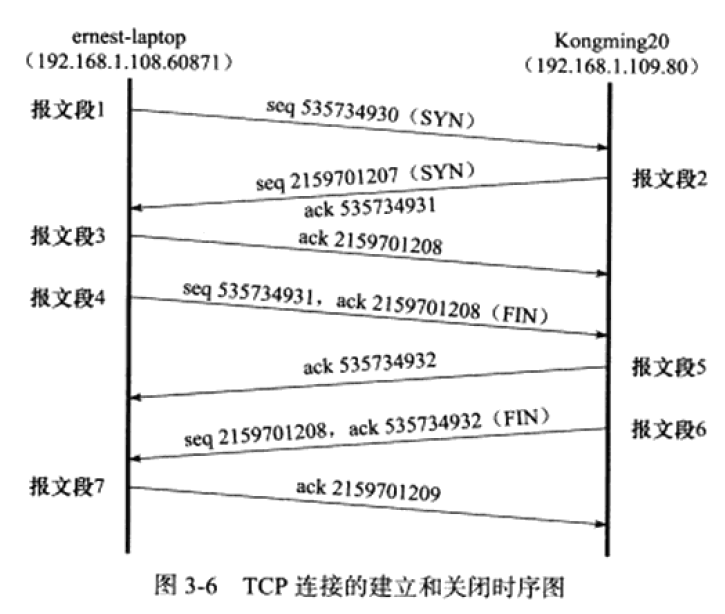 ernest-laptop
(192.168.1.108.60871)
Kongming20
(192.168.1.109.80)
报文段1
seq 535734930(SYN)
seq 2159701207(SYN)
报文段2
ack 535734931
报文段3
ack 2159701208
报文段4
seq 535734931，ack 2159701208(FIN)
ack 535734932
报文段5
seq 2159701208，ack 535734932(FIN)
报文段6
报文段7
ack 2159701209
图 3-6 TCP 连接的建立和关闭时序图